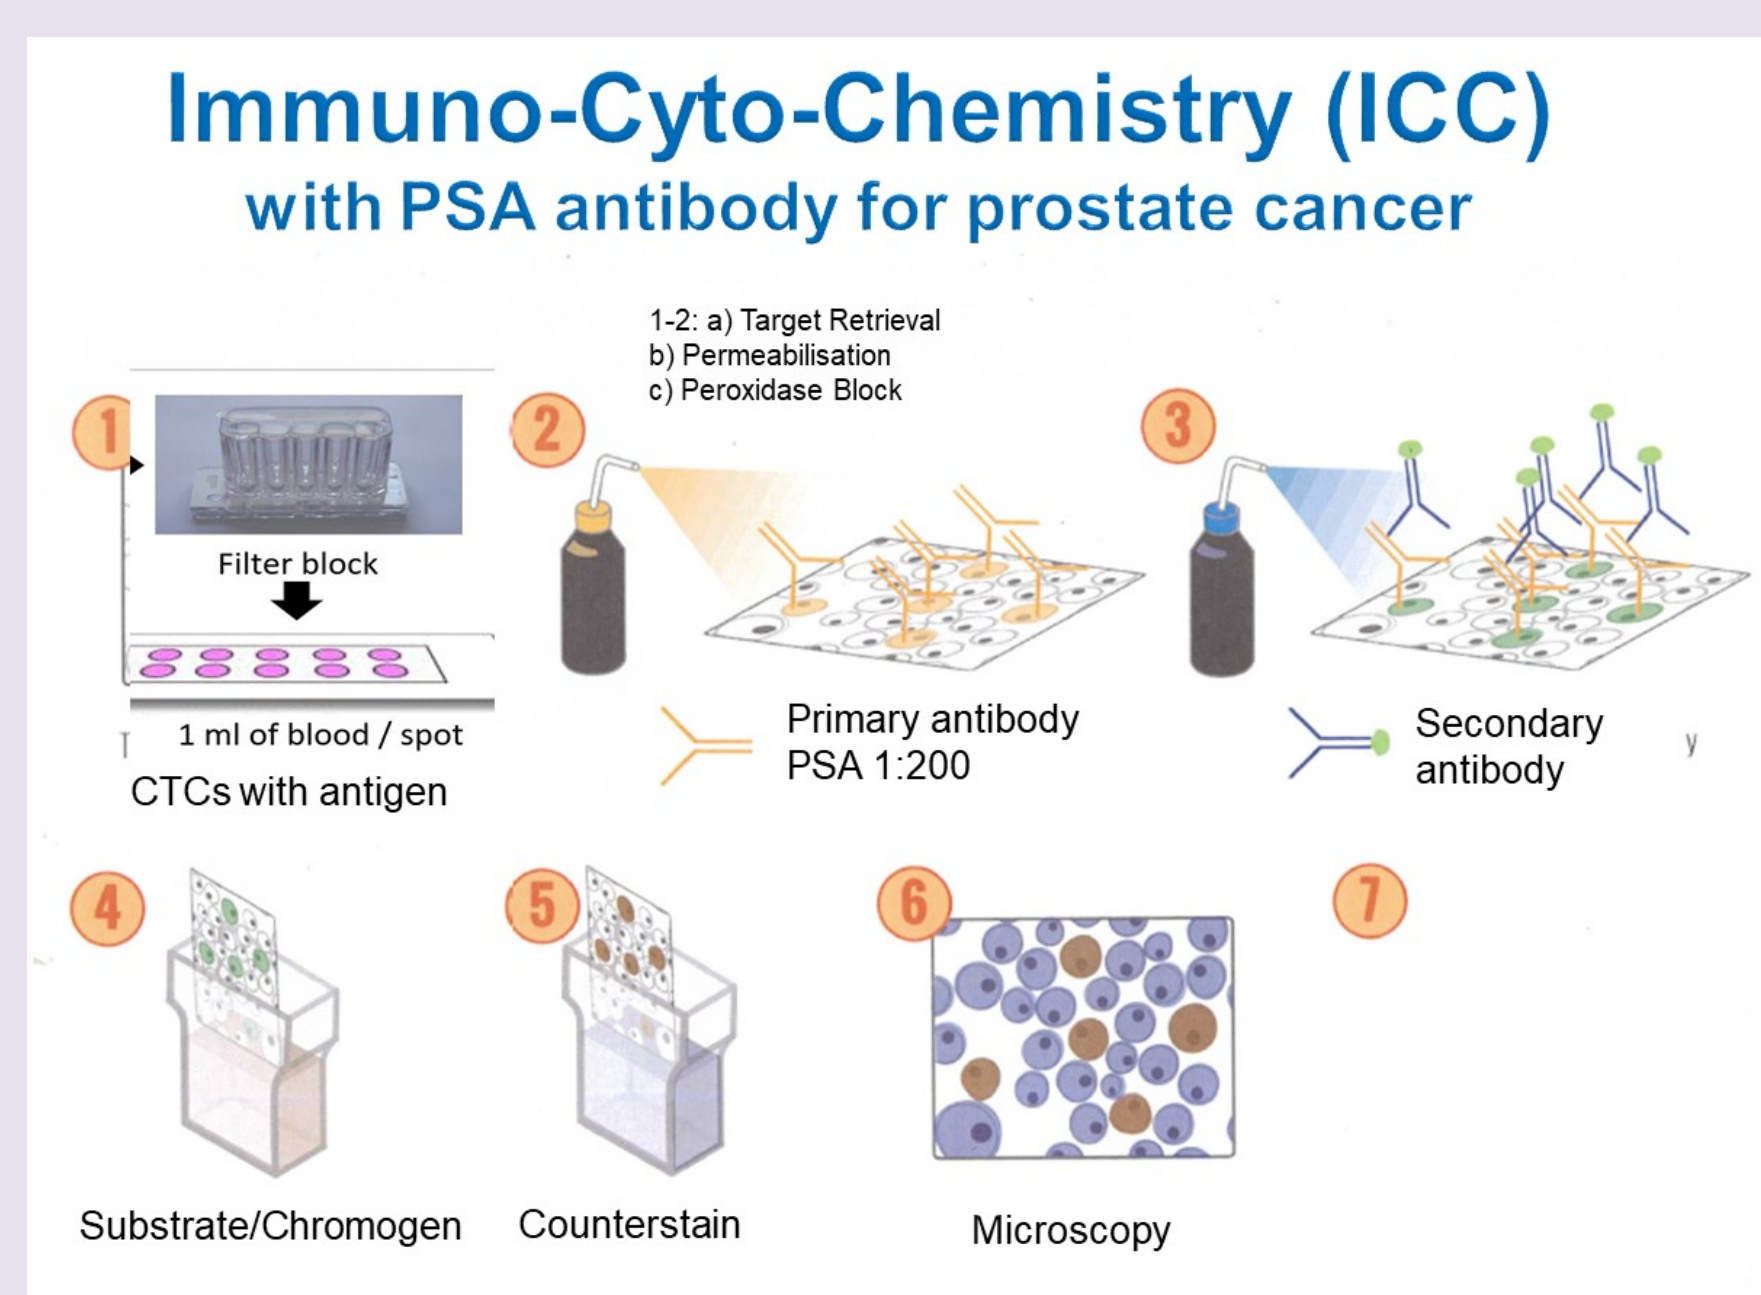 Immuno-Cyto-Chemistry (ICC)
with PSA antibody for prostate cancer
1-2: a) Target Retrieval
b) Permeabilisation
c) Peroxidase Block
1
Filter block
1 ml of blood / spot
T
CTCs with antigen
2
Primary antibody
PSA 1:200
3
Secondary
antibody
y
4
Substrate/Chromogen
5
Counterstain
6
Microscopy
7